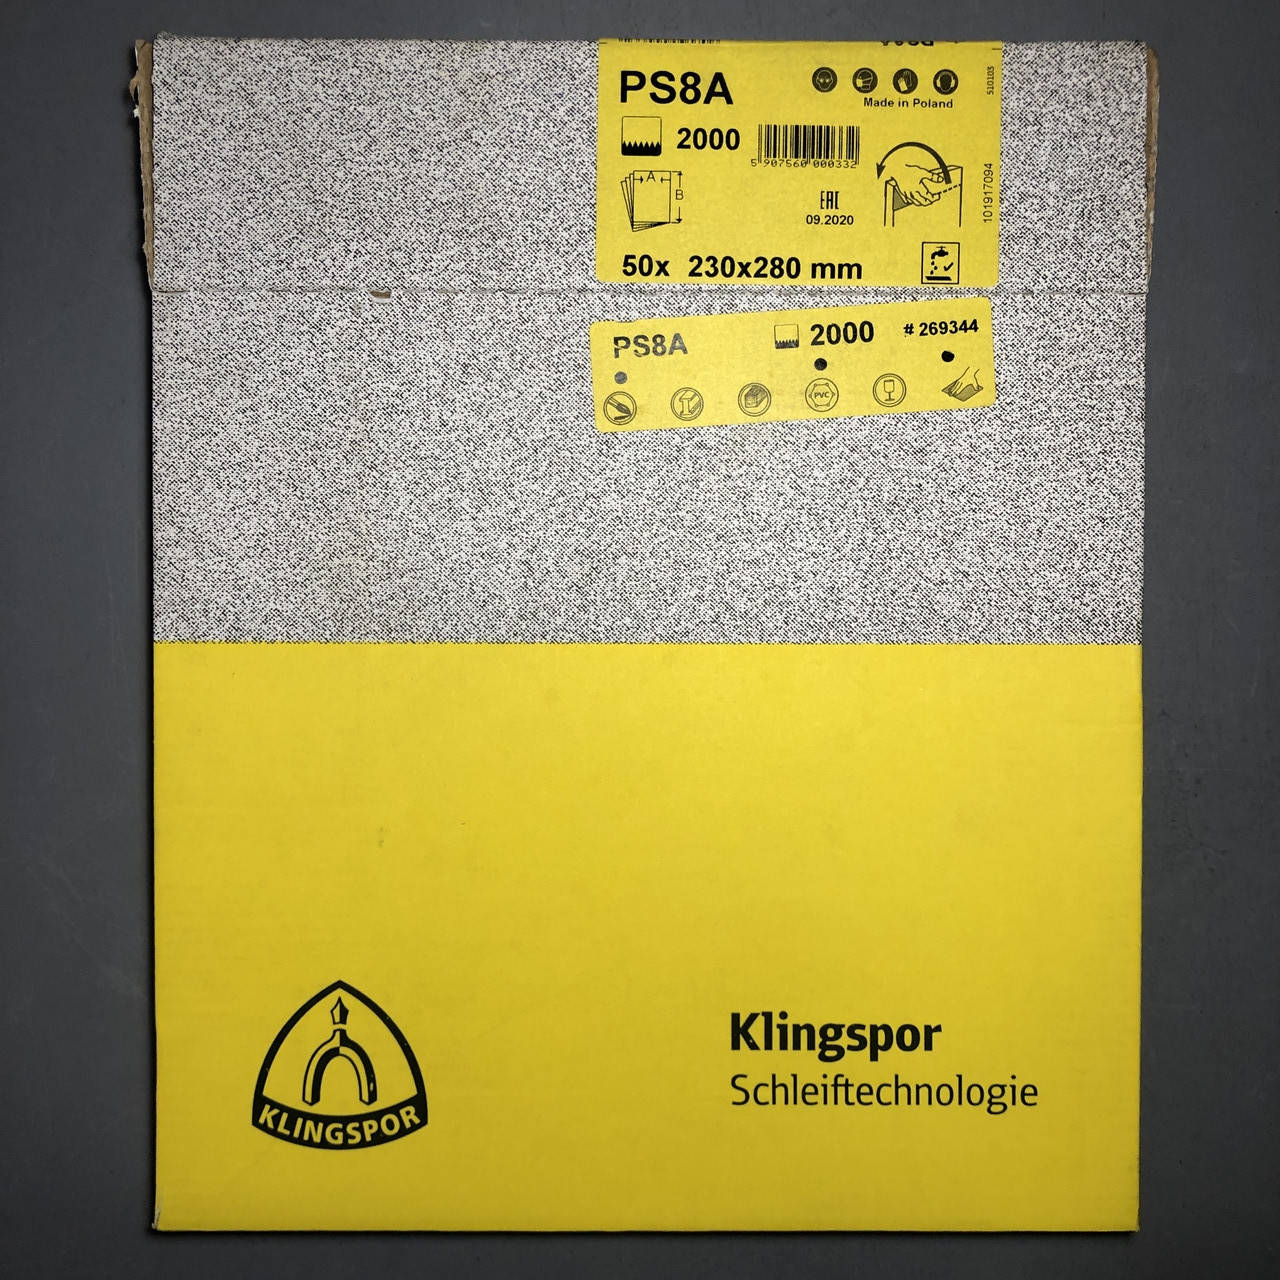 PS8A
Made in Poland
510103
2000
5 907560 000332
A
B
EAC
09.2020
101917094
50x 230x280 mm
PS8A
2000
# 269344
PVC
KLINGSPOR
Klingspor
Schleiftechnologie